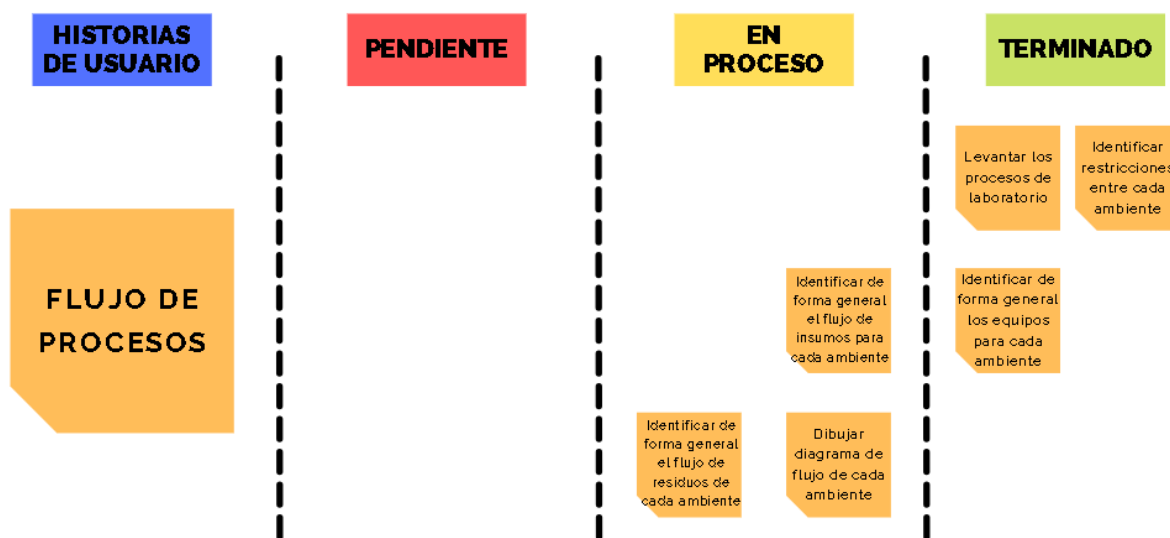 HISTORIAS
DE USUARIO
PENDIENTE
EN
PROCESO
TERMINADO
FLUJO DE
PROCESOS
Identificar de
forma general
el flujo de
insumos para
cada ambiente
Identificar de
forma general
el flujo de
residuos de
cada ambiente
Dibujar
diagrama de
flujo de cada
ambiente
Levantar los
procesos de
laboratorio
Identificar
restricciones
entre cada
ambiente
Identificar de
forma general
los equipos
para cada
ambiente